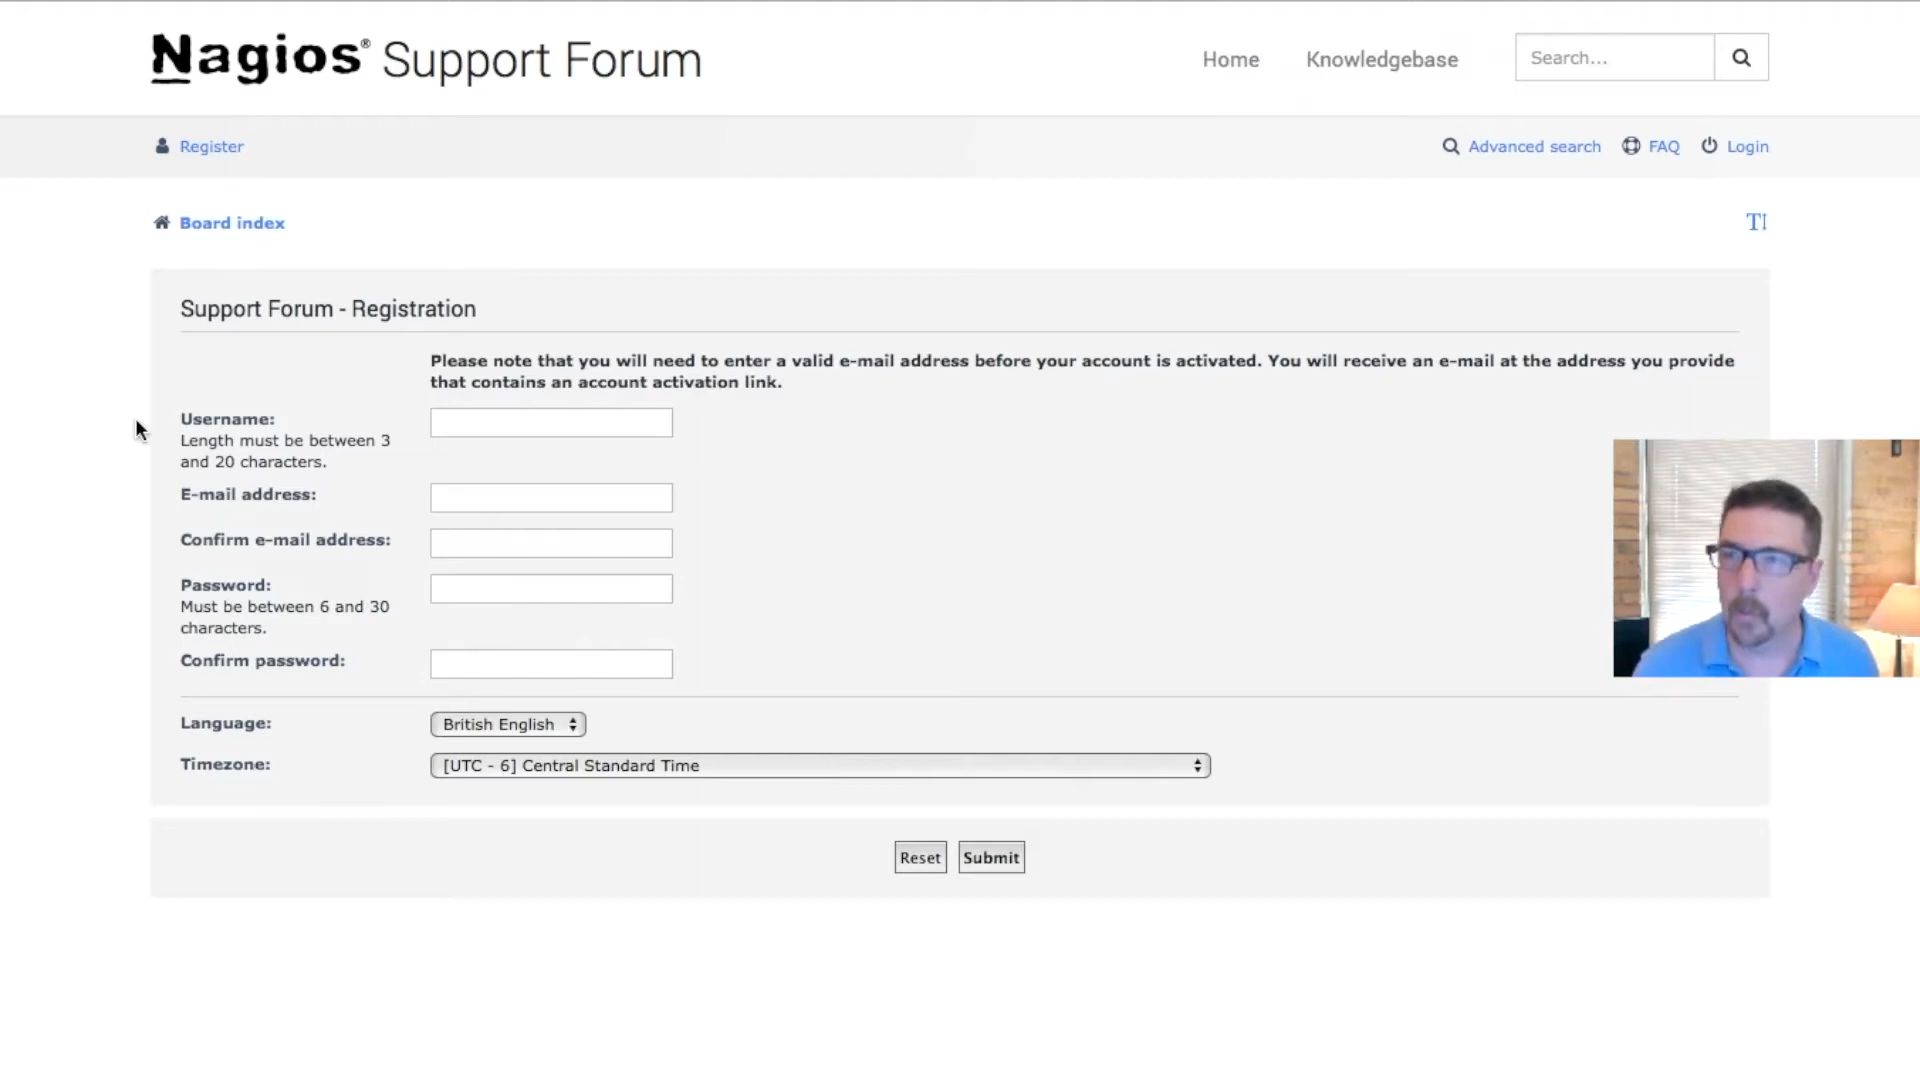 Nagios® Support Forum
Home
Knowledgebase
Search...
Register
Advanced search
FAQ
Login
Board index
Support Forum - Registration
Please note that you will need to enter a valid e-mail address before your account is activated. You will receive an e-mail at the address you provide
that contains an account activation link.
Username:
Length must be between 3
and 20 characters.
E-mail address:
Confirm e-mail address:
Password:
Must be between 6 and 30
characters.
Confirm password:
Language:
British English
Timezone:
[UTC - 6] Central Standard Time
Reset
Submit